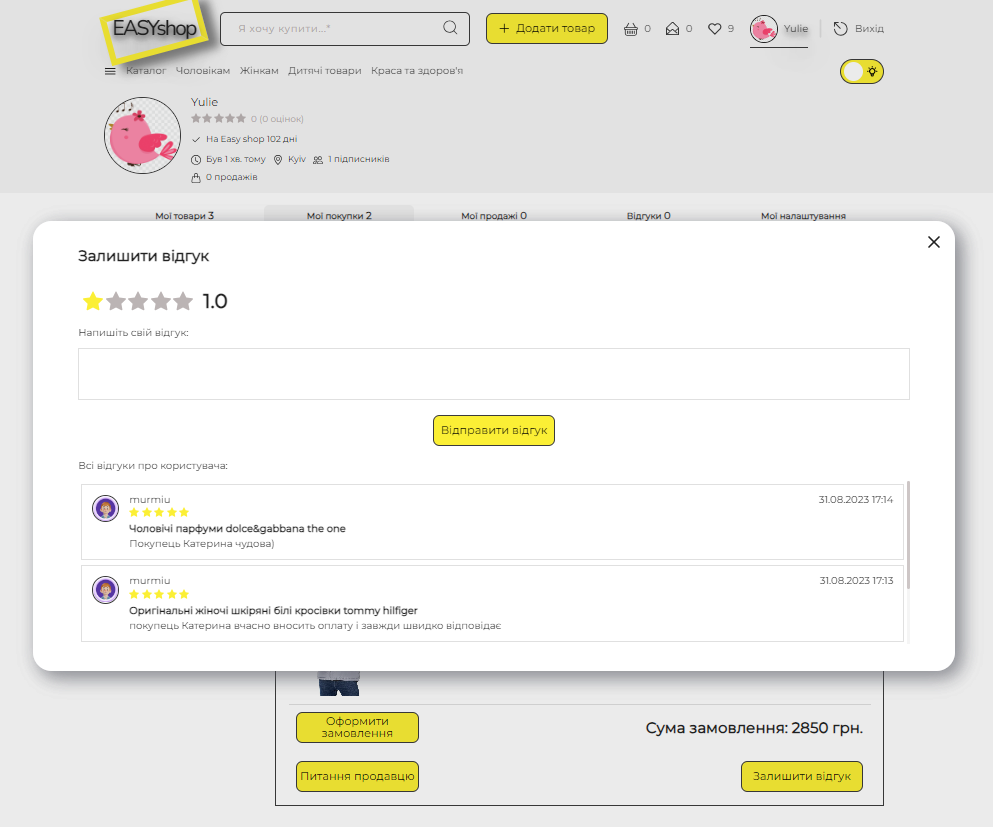 EASYshop
Я хочу купити...*
+ Додати товар
0
0
9
Yulie
Вихід
Каталог Чоловікам Жінкам Дитячі товари Краса та здоров'я
Yulie
0 (0 оцінок)
На Easy shop 102 дні
Був 1 хв. тому Kyiv 1 підписників
0 продажів
Мої товари 3 Мої покупки 2 Мої продажі 0 Відгуки 0 Мої налаштування
Залишити відгук
1.0
Напишіть свій відгук:
Відправити відгук
Всі відгуки про користувача:
murmiu 31.08.2023 17:14
Чоловічі парфуми dolce&gabbana the one
Покупець Катерина чудова)
murmiu 31.08.2023 17:13
Оригінальні жіночі шкіряні білі кросівки tommy hilfiger
покупець Катерина вчасно вносить оплату і завжди швидко відповідає
Оформити
замовлення
Сума замовлення: 2850 грн.
Питання продавцю
Залишити відгук